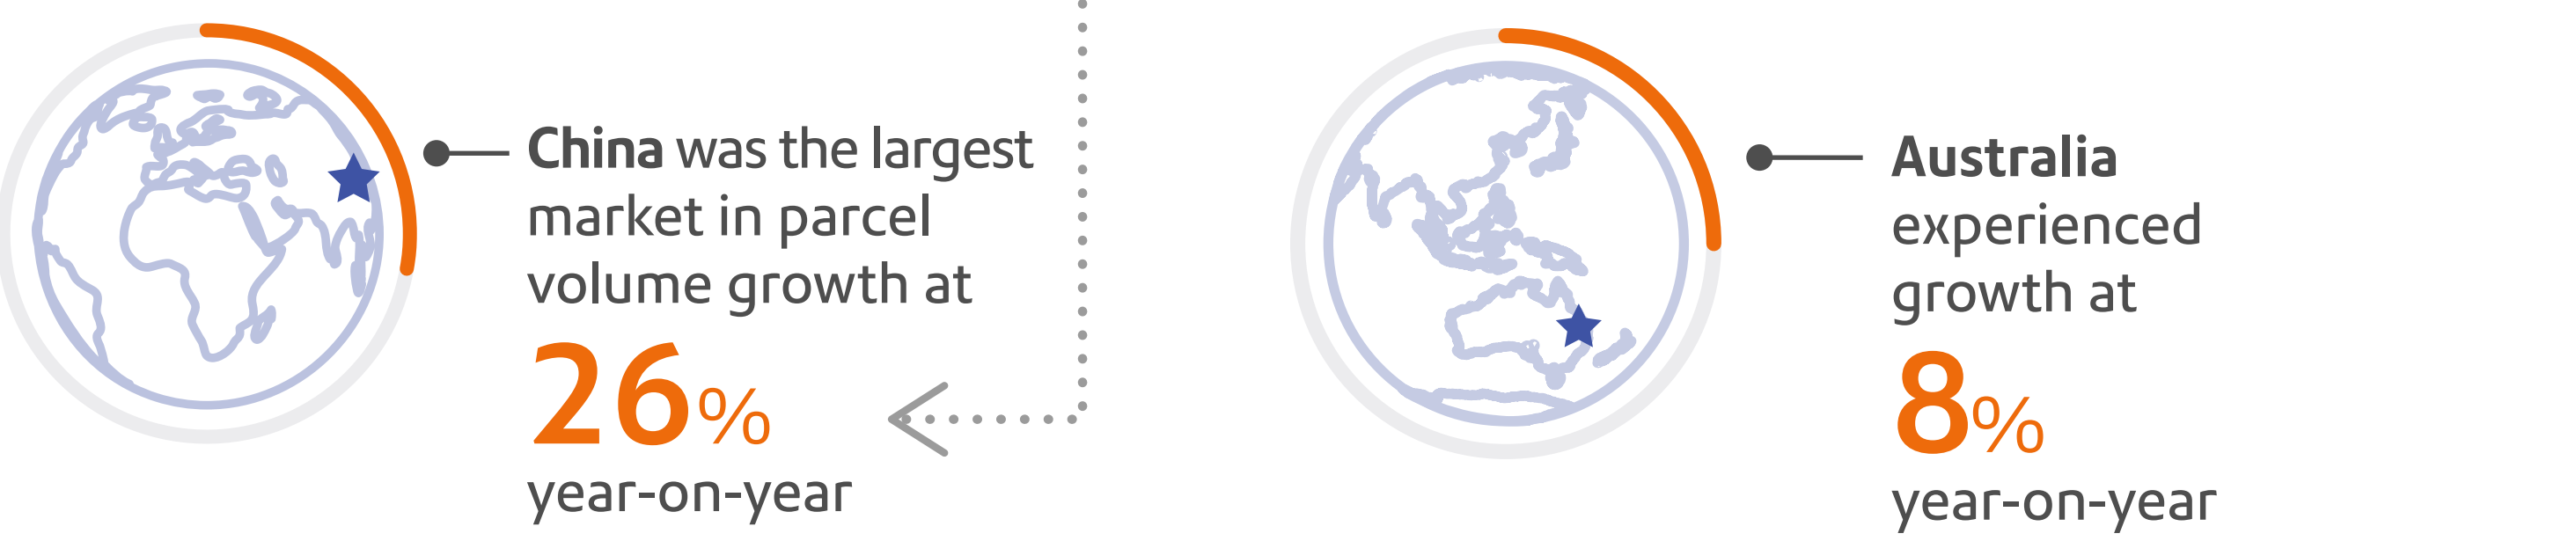 China was the largest
market in parcel
volume growth at
26%
year-on-year
Australia
experienced
growth at
8%
year-on-year